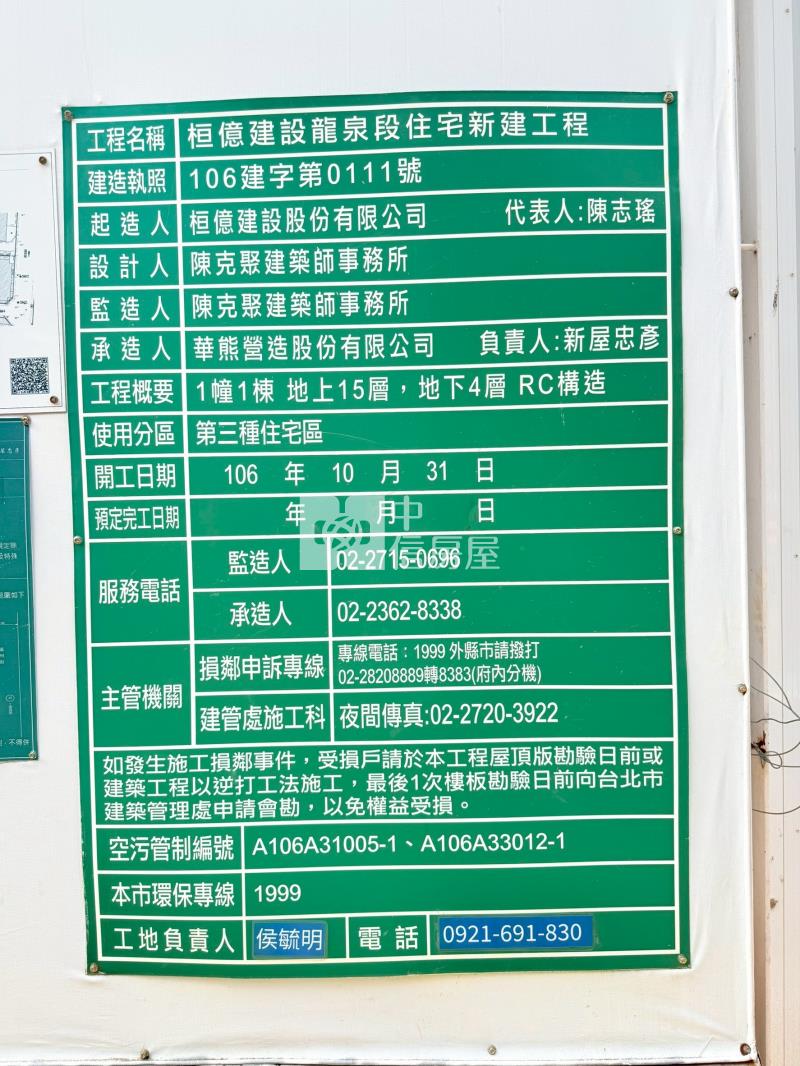 工程名稱 桓億建設龍泉段住宅新建工程
建造執照 106建字第0111號
起造人 桓億建設股份有限公司 代表人:陳志瑤
設計人 陳克聚建築師事務所
監造人 陳克聚建築師事務所
承造人 華熊營造股份有限公司 負責人:新屋忠彥
工程概要 1幢1棟 地上15層，地下4層 RC構造
使用分區 第三種住宅區
開工日期 106 年 10 月 31 日
預定完工日期 年 月 日
中信房屋
服務電話
監造人 02-2715-0696
承造人 02-2362-8338
主管機關
損鄰申訴專線 專線電話：1999 外縣市請撥打
02-28208889轉8383(府內分機)
建管處施工科 夜間傳真:02-2720-3922
如發生施工損鄰事件，受損戶請於本工程屋頂版勘驗日前或
建築工程以逆打工法施工，最後1次樓板勘驗日前向台北市
建築管理處申請會勘，以免權益受損。
空污管制編號 A106A31005-1、A106A33012-1
本市環保專線 1999
工地負責人 侯毓明 電話 0921-691-830